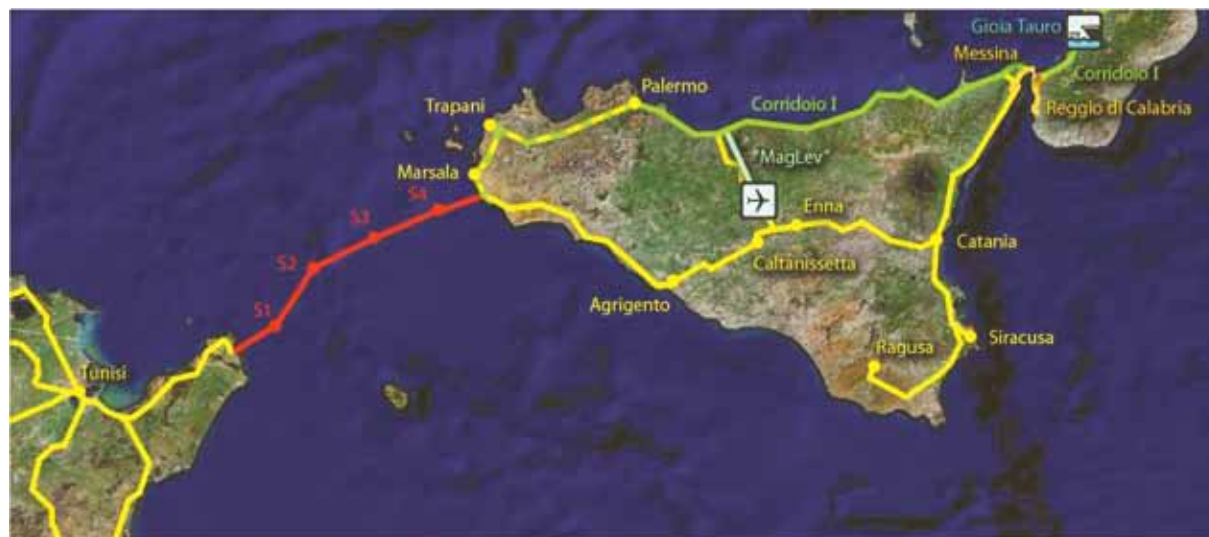 Gioia Tauro
Messina
Corridoio I
Reggio di Calabria
Palermo
Corridoio I
Trapani
"MagLev"
Marsala
S4
S3
S2
S1
Enna
Catania
Caltanissetta
Agrigento
Siracusa
Ragusa
Tunisi